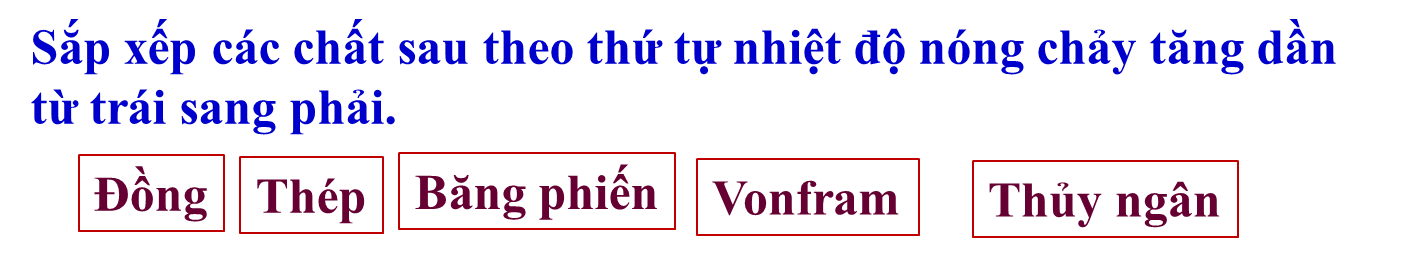 Sắp xếp các chất sau theo thứ tự nhiệt độ nóng chảy tăng dần
từ trái sang phải.
Đồng Thép Băng phiến Vonfram Thủy ngân